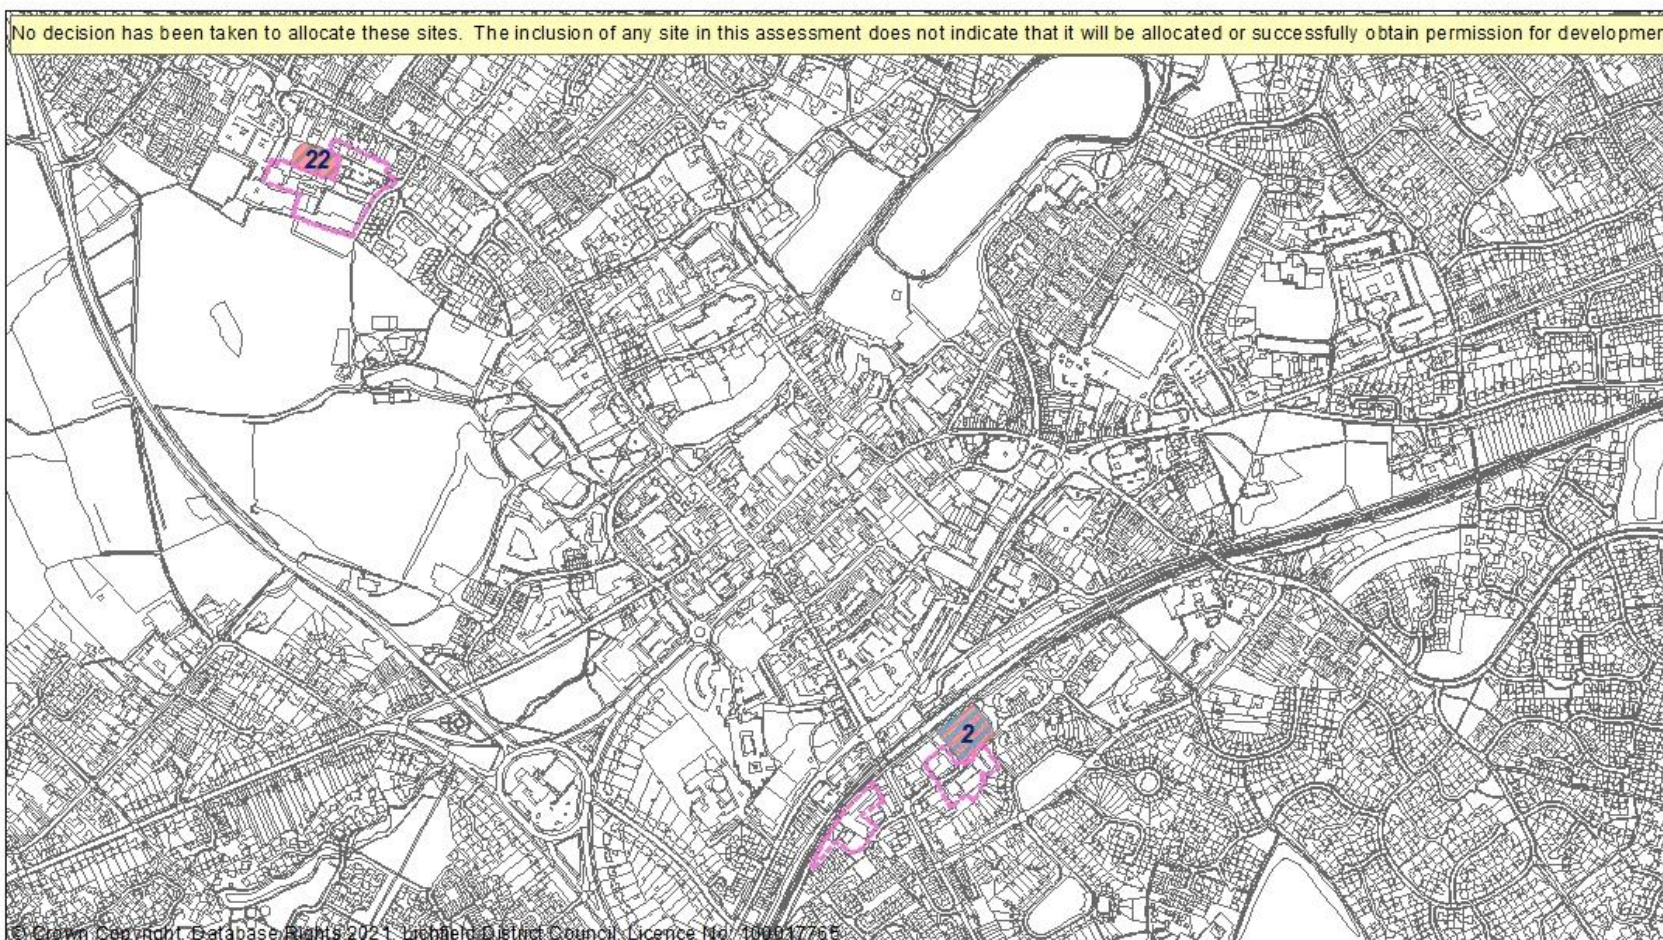 No decision has been taken to allocate these sites. The inclusion of any site in this assessment does not indicate that it will be allocated or successfully obtain permission for developmen
22
2
© Crown Copyright. Database Rights 2021. Lichfield District Council. Licence No: 100017765